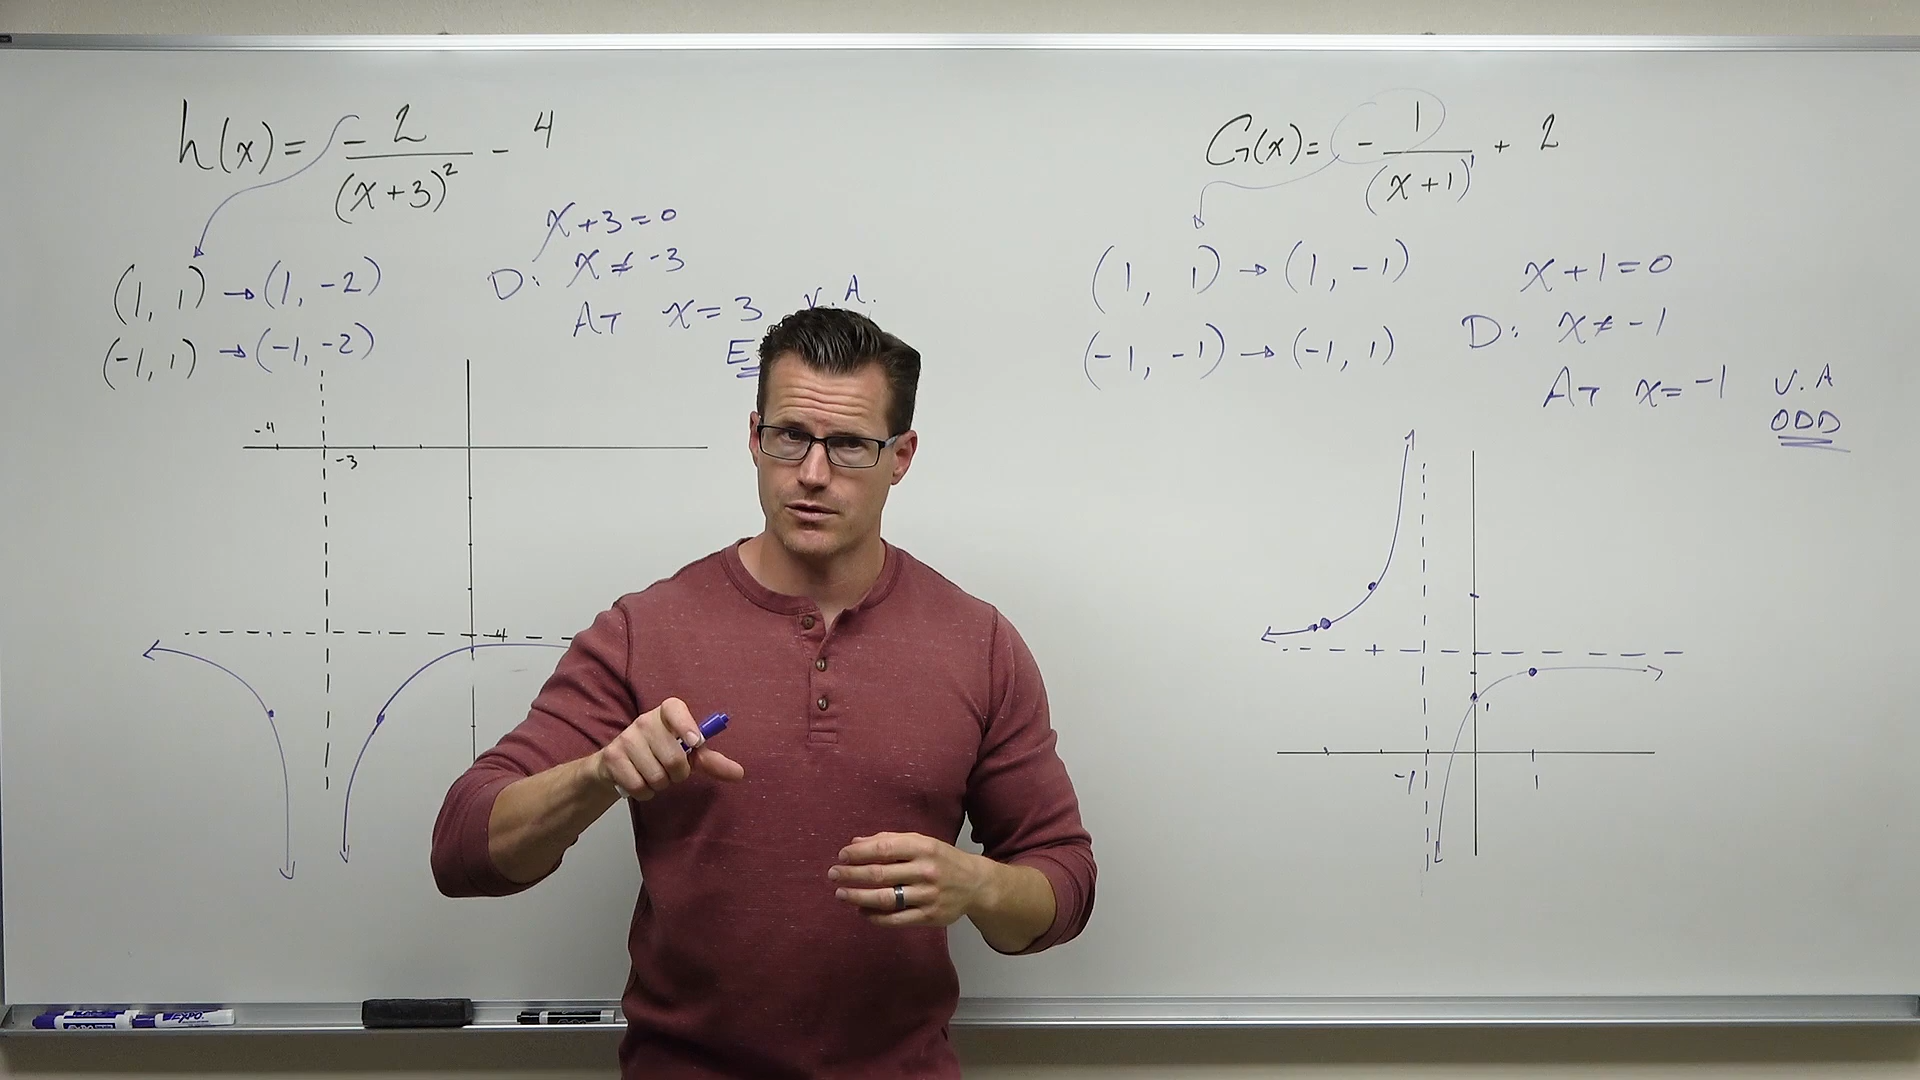 h(x) = -2/(x+3)² - 4
(1, 1) → (1, -2)
(-1, 1) → (-1, -2)
x+3=0
D: x ≠ -3
AT x = 3 V.A.
-4
-3
-4
G(x) = - 1/(x+1)¹ + 2
(1, 1) → (1, -1)
(-1, -1) → (-1, 1)
x+1=0
D: x ≠ -1
AT x = -1 V.A
ODD
1
-1
1
EXPO